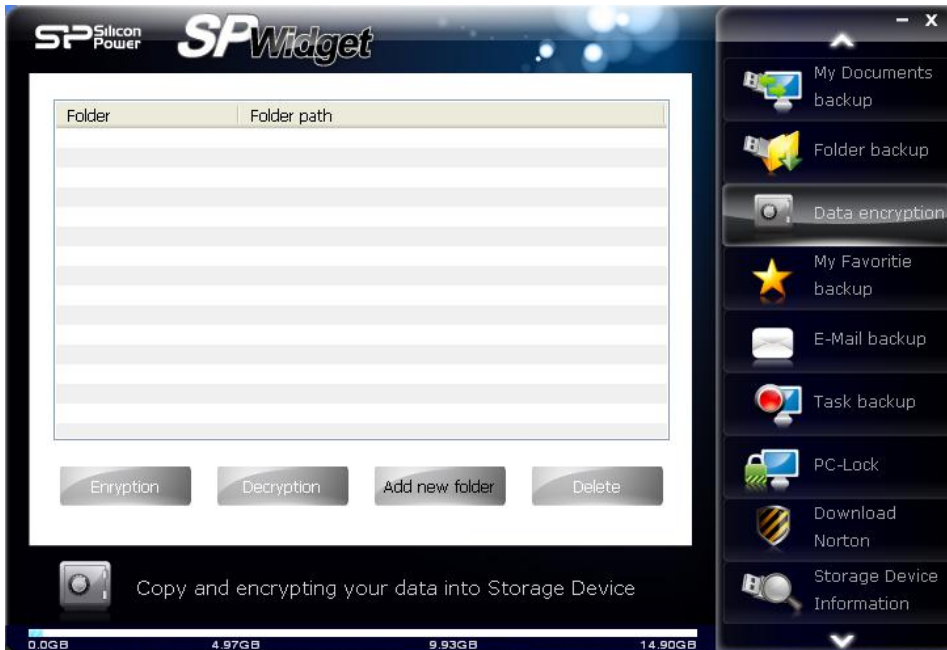 SP Silicon Power
SPWidget
Folder Folder path
Enryption Decryption Add new folder Delete
Copy and encrypting your data into Storage Device
0.0GB 4.97GB 9.93GB 14.90GB
- X
My Documents
backup
Folder backup
Data encryption
My Favoritie
backup
E-Mail backup
Task backup
PC-Lock
Download
Norton
Storage Device
Information